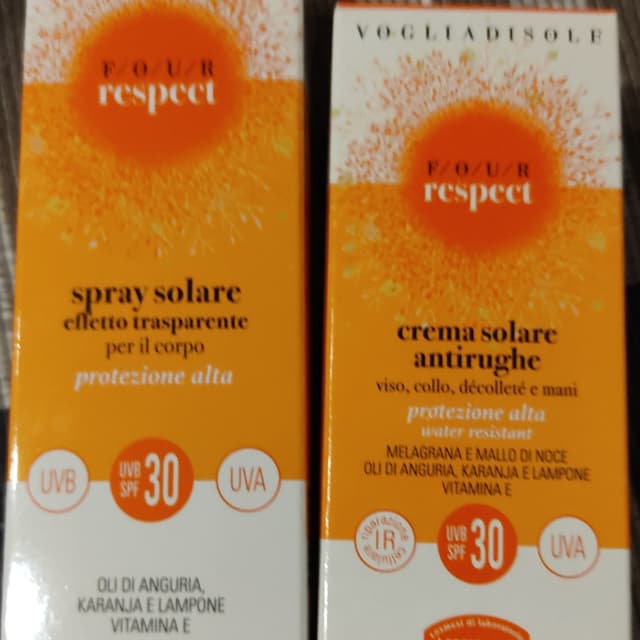 F/O/U/R
respect
spray solare
effetto trasparente
per il corpo
protezione alta
UVB
UVB
SPF 30
UVA
OLI DI ANGURIA,
KARANJA E LAMPONE
VITAMINA E
VOGLIADISOLE
F/O/U/R
respect
crema solare
antirughe
viso, collo, décolleté e mani
protezione alta
water resistant
MELAGRANA E MALLO DI NOCE
OLI DI ANGURIA, KARANJA E LAMPONE
VITAMINA E
riparazione
IR
cellulare
UVB
SPF 30
UVA